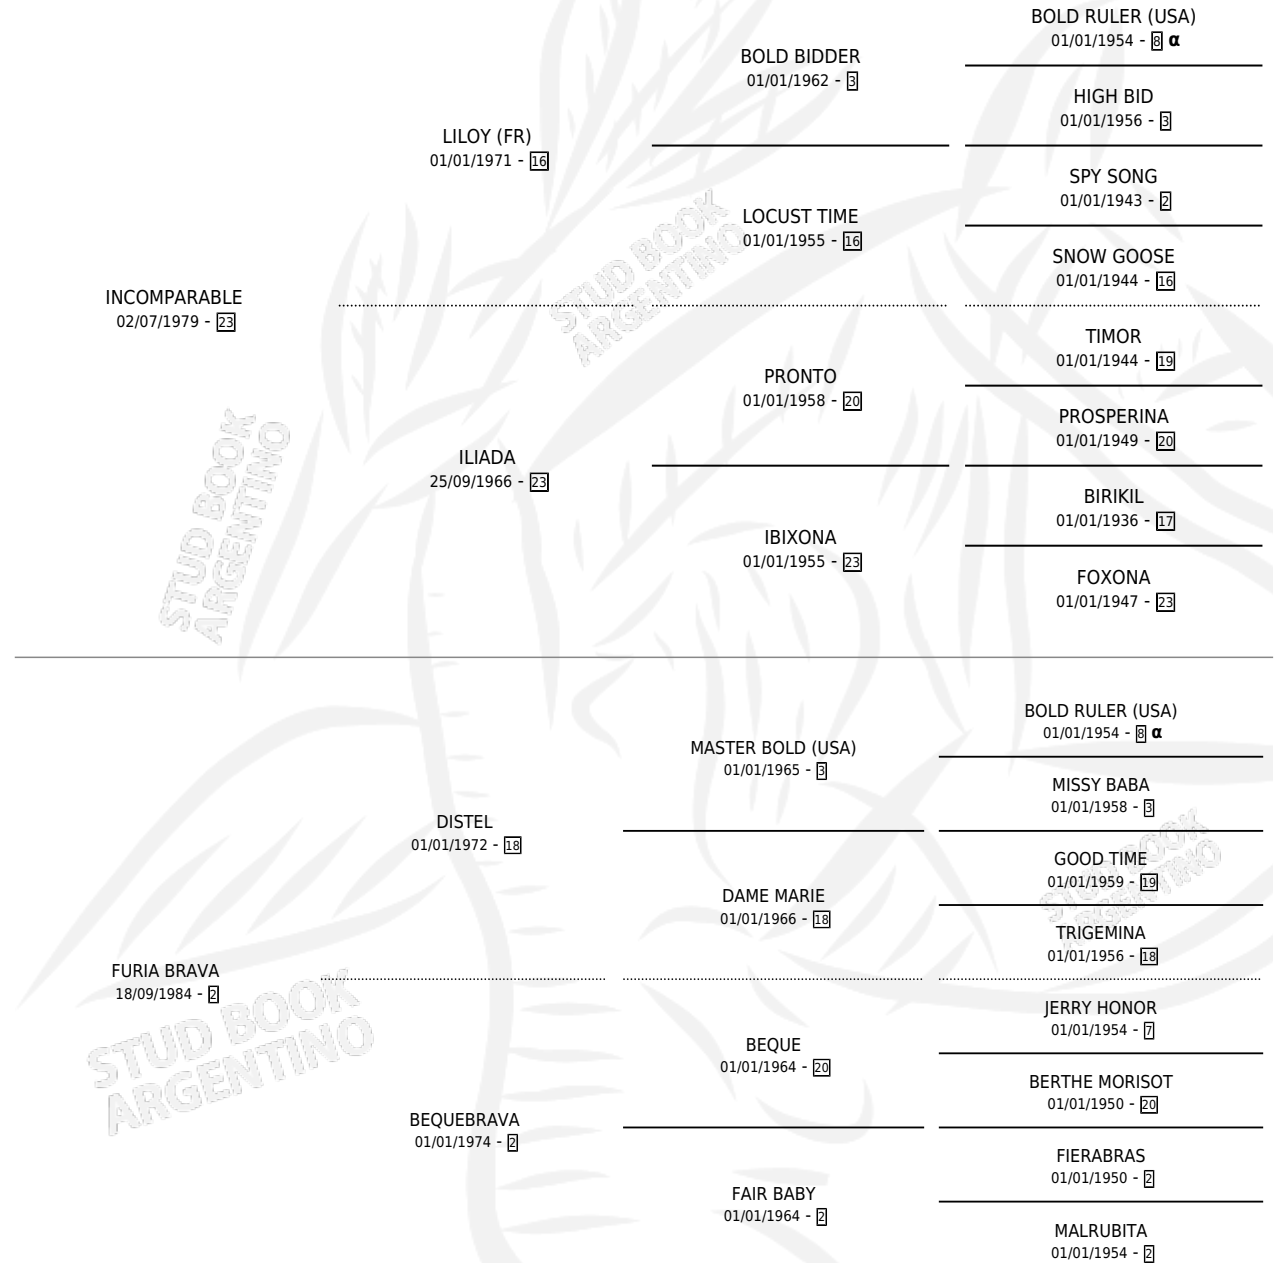 BOLD RULER (USA)
01/01/1954 - 8 α
BOLD BIDDER
01/01/1962 - 3
HIGH BID
01/01/1956 - 3
LILOY (FR)
01/01/1971 - 16
SPY SONG
01/01/1943 - 2
LOCUST TIME
01/01/1955 - 16
SNOW GOOSE
01/01/1944 - 16
STUD BOOK
ARGENTINO
INCOMPARABLE
02/07/1979 - 23
TIMOR
01/01/1944 - 19
PRONTO
01/01/1958 - 20
PROSPERINA
01/01/1949 - 20
ILIADA
25/09/1966 - 23
BIRIKIL
01/01/1936 - 17
IBIXONA
01/01/1955 - 23
FOXONA
01/01/1947 - 23
STUD BOOK
ARGENTINO
BOLD RULER (USA)
01/01/1954 - 8 α
MASTER BOLD (USA)
01/01/1965 - 3
MISSY BABA
01/01/1958 - 3
DISTEL
01/01/1972 - 18
GOOD TIME
01/01/1959 - 19
STUD BOOK
ARGENTINO
DAME MARIE
01/01/1966 - 18
TRIGEMINA
01/01/1956 - 18
FURIA BRAVA
18/09/1984 - 2
STUD BOOK
ARGENTINO
JERRY HONOR
01/01/1954 - 7
BEQUE
01/01/1964 - 20
BERTHE MORISOT
01/01/1950 - 20
BEQUEBRAVA
01/01/1974 - 2
FIERABRAS
01/01/1950 - 2
FAIR BABY
01/01/1964 - 2
MALRUBITA
01/01/1954 - 2